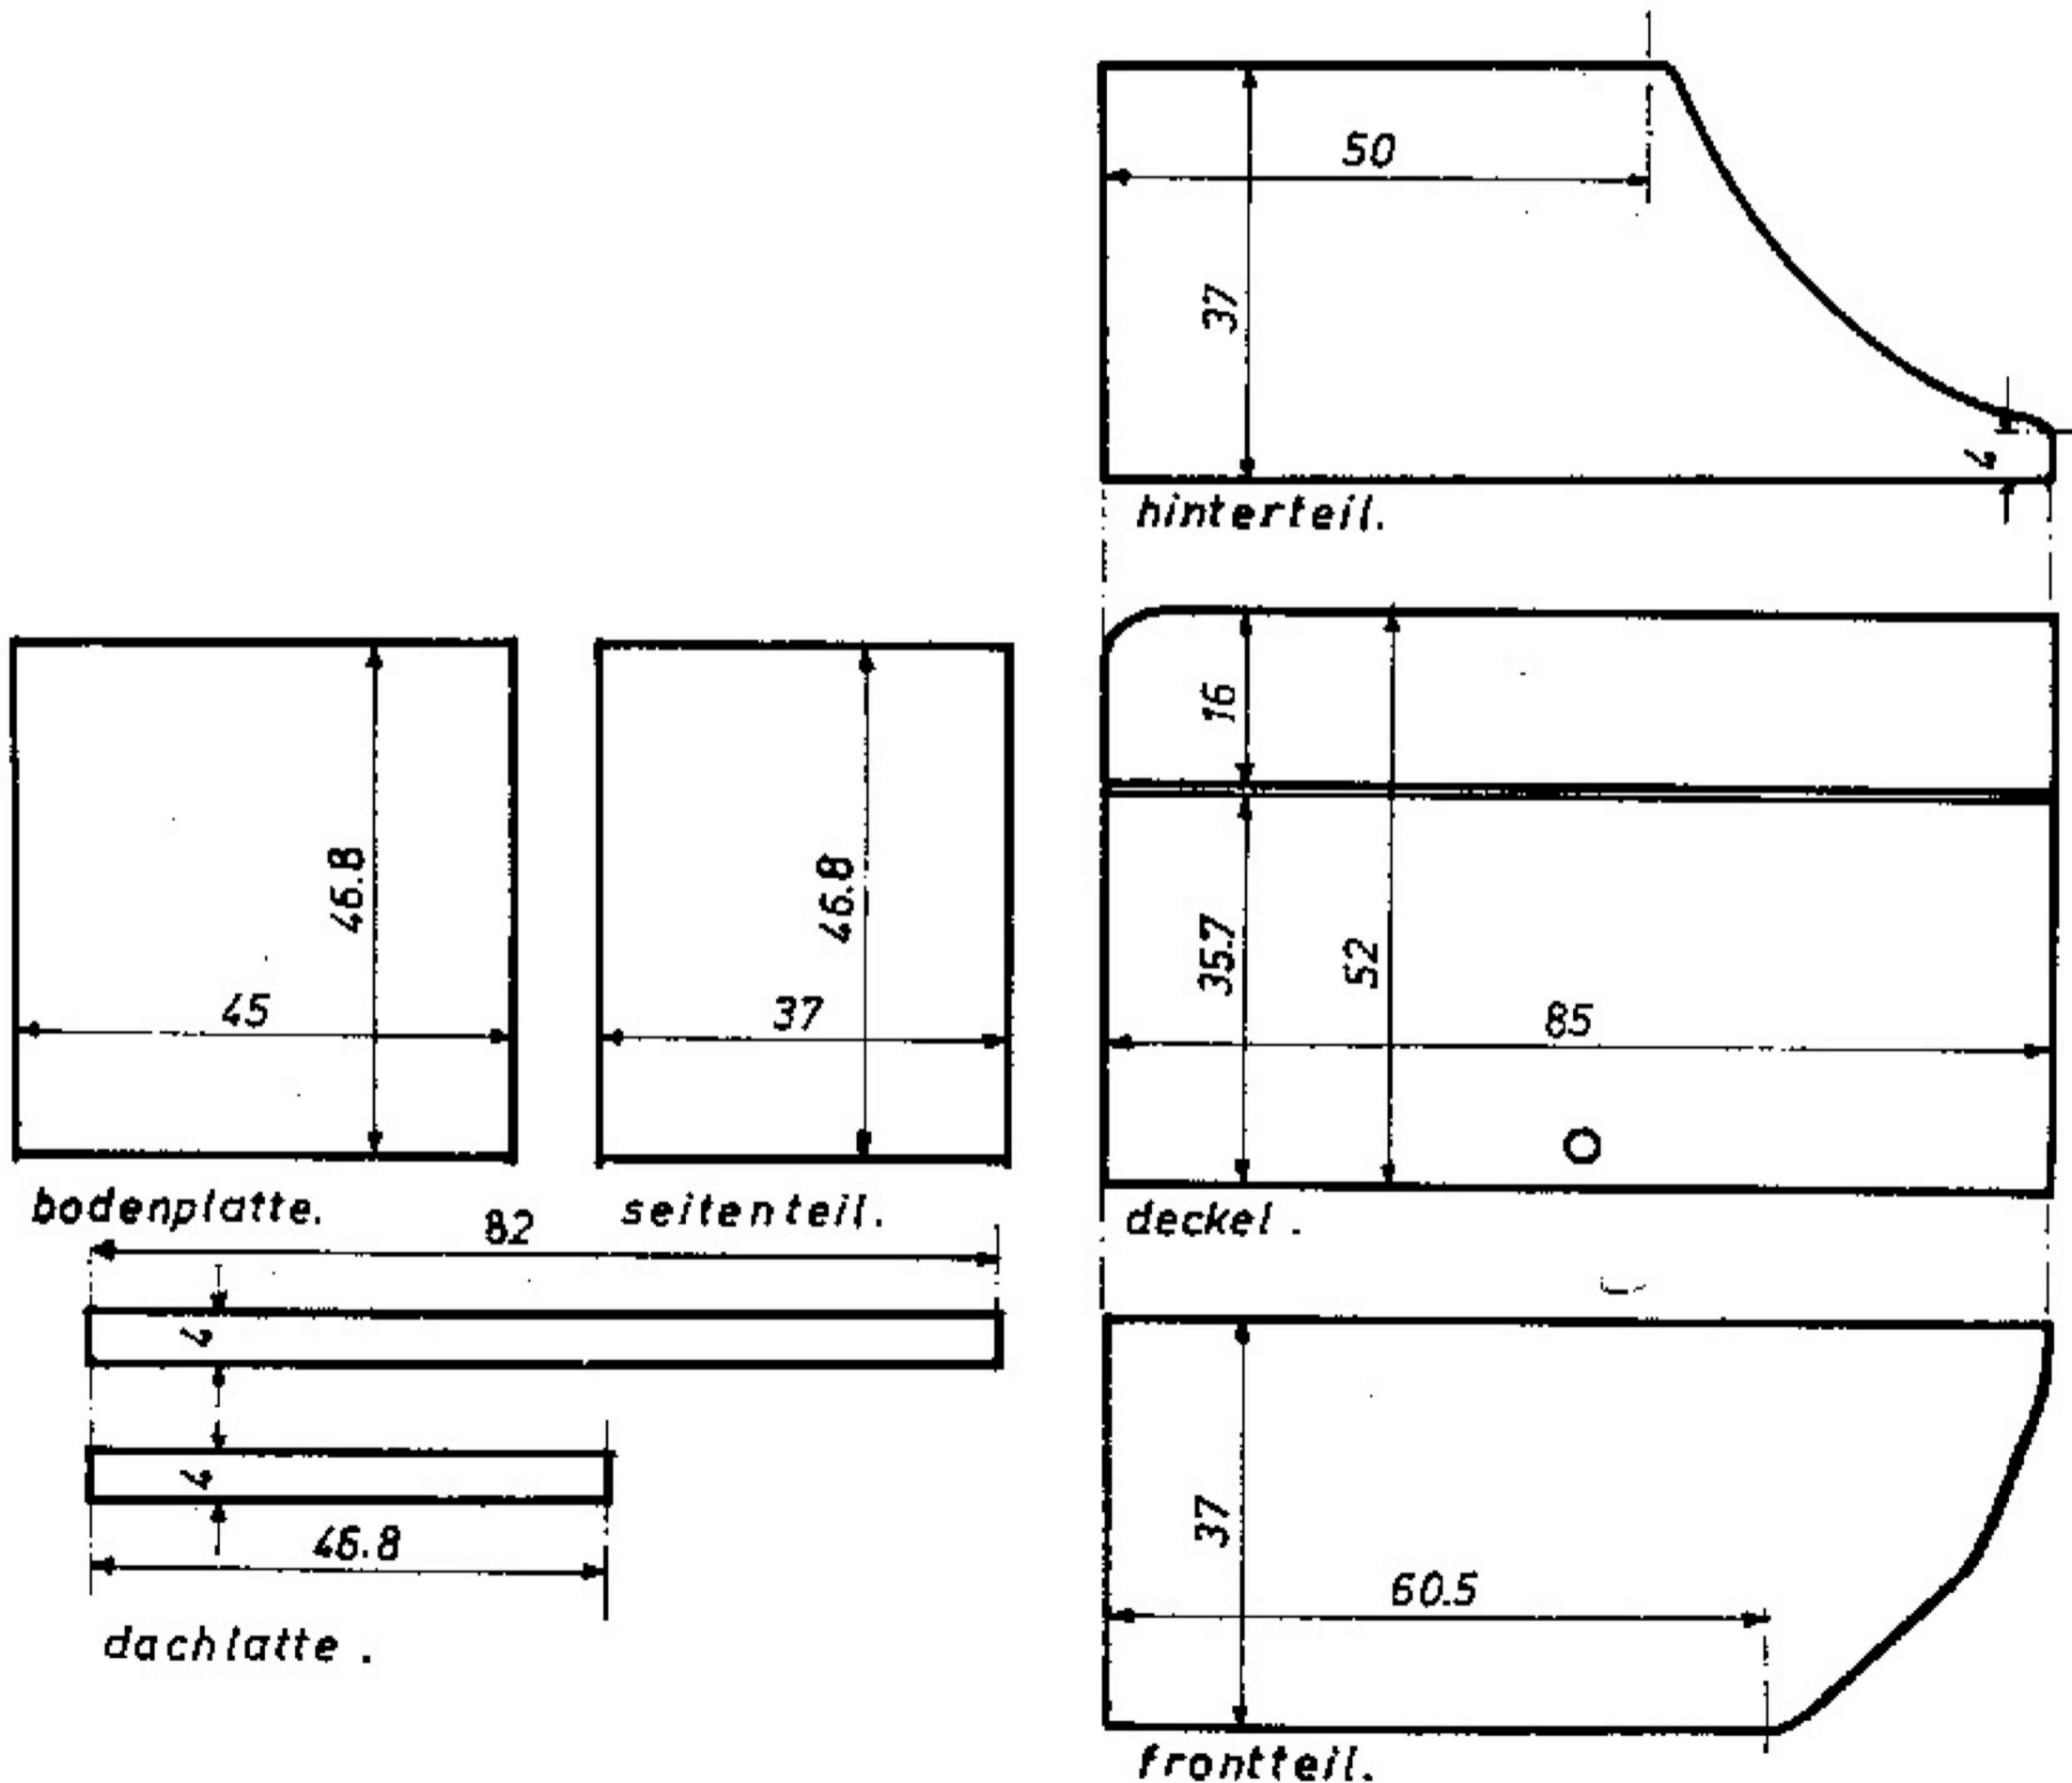 50
37
4
hinterteil.
46.8
45
bodenplatte.
46.8
37
seitenteil.
16
35.7
52
85
deckel.
82
4
4
46.8
dachlatte.
37
60.5
frontteil.